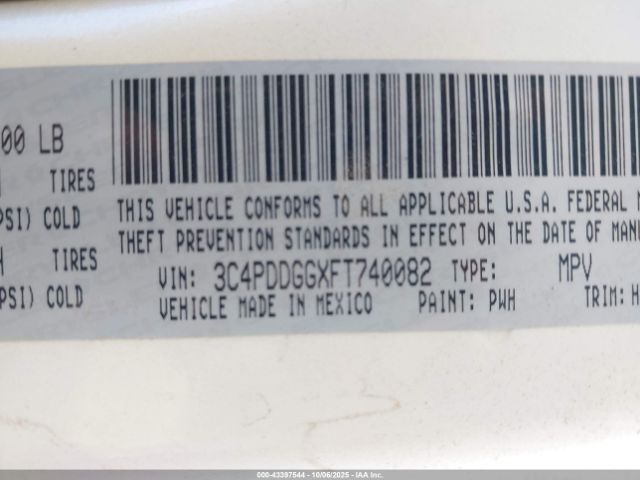 00 LB
TIRES
PSI) COLD
TIRES
PSI) COLD
THIS VEHICLE CONFORMS TO ALL APPLICABLE U.S.A. FEDERAL
THEFT PREVENTION STANDARDS IN EFFECT ON THE DATE OF MANU
VIN: 3C4PDDGGXFT740082 TYPE: MPV
VEHICLE MADE IN MEXICO PAINT: PWH TRIM: H
000-43397544 - 10/06/2025 - IAA Inc.